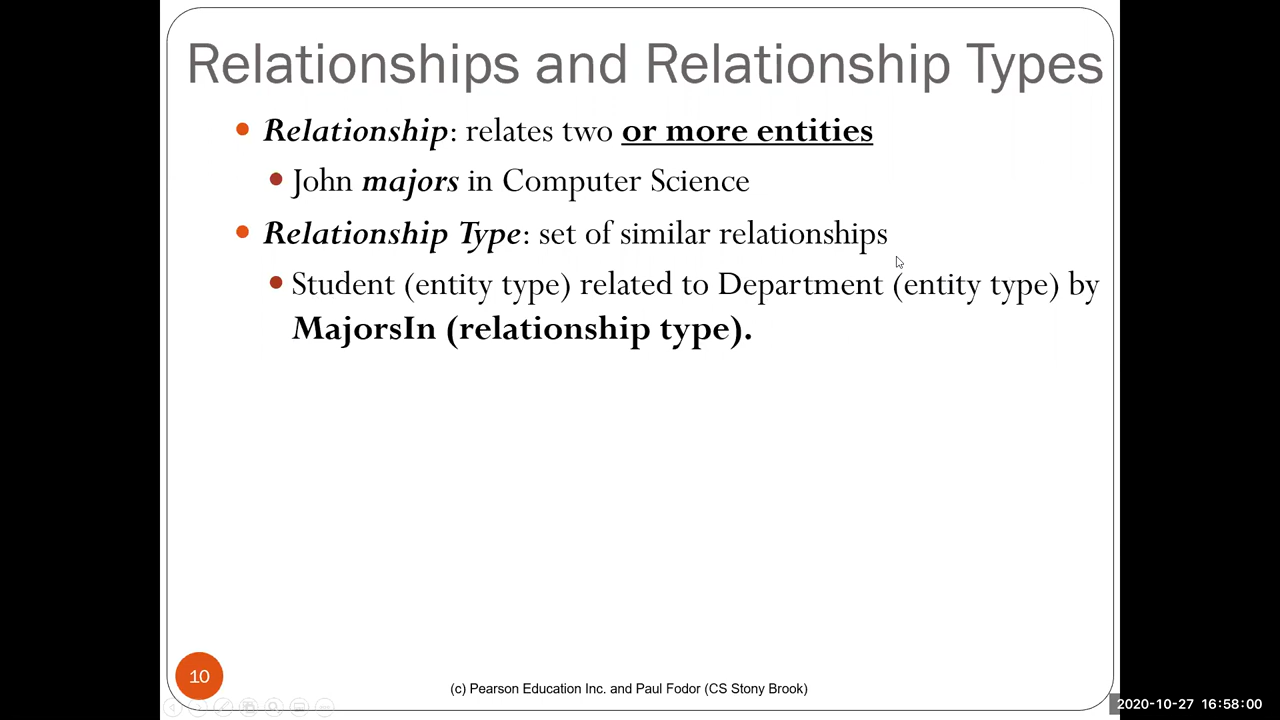 Relationships and Relationship Types
Relationship: relates two or more entities
John majors in Computer Science
Relationship Type: set of similar relationships
Student (entity type) related to Department (entity type) by
MajorsIn (relationship type).
10
(c) Pearson Education Inc. and Paul Fodor (CS Stony Brook)
2020-10-27 16:58:00